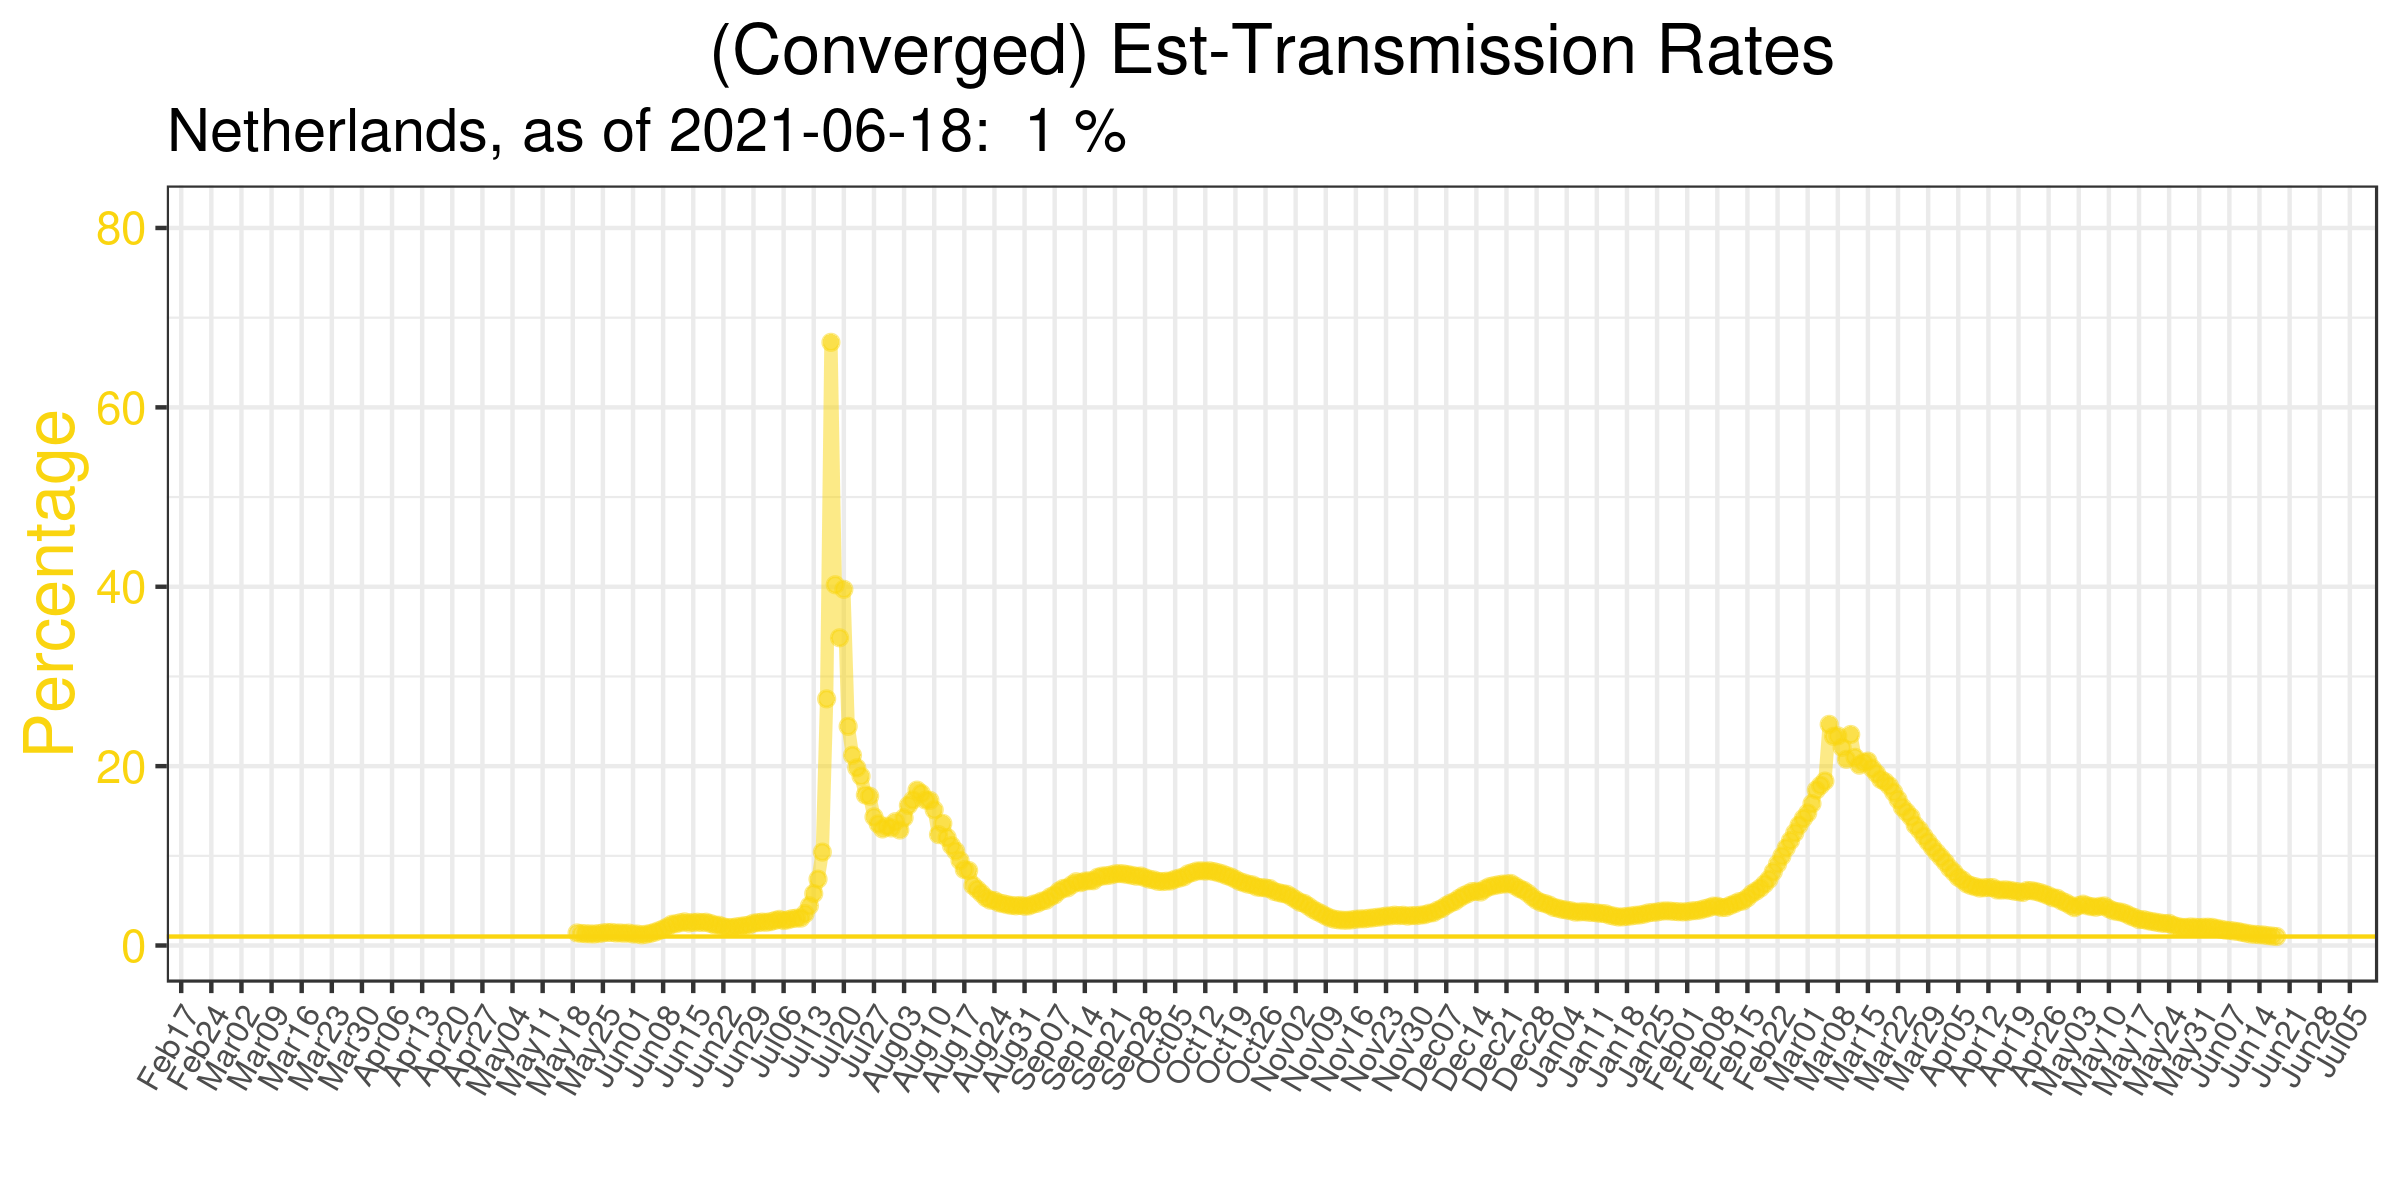 (Converged) Est-Transmission Rates
Netherlands, as of 2021-06-18:  1 %
Percentage
80
60
40
20
0
Feb17
Feb24
Mar02
Mar09
Mar16
Mar23
Mar30
Apr06
Apr13
Apr20
Apr27
May04
May11
May18
May25
Jun01
Jun08
Jun15
Jun22
Jun29
Jul06
Jul13
Jul20
Jul27
Aug03
Aug10
Aug17
Aug24
Aug31
Sep07
Sep14
Sep21
Sep28
Oct05
Oct12
Oct19
Oct26
Nov02
Nov09
Nov16
Nov23
Nov30
Dec07
Dec14
Dec21
Dec28
Jan04
Jan11
Jan18
Jan25
Feb01
Feb08
Feb15
Feb22
Mar01
Mar08
Mar15
Mar22
Mar29
Apr05
Apr12
Apr19
Apr26
May03
May10
May17
May24
May31
Jun07
Jun14
Jun21
Jun28
Jul05